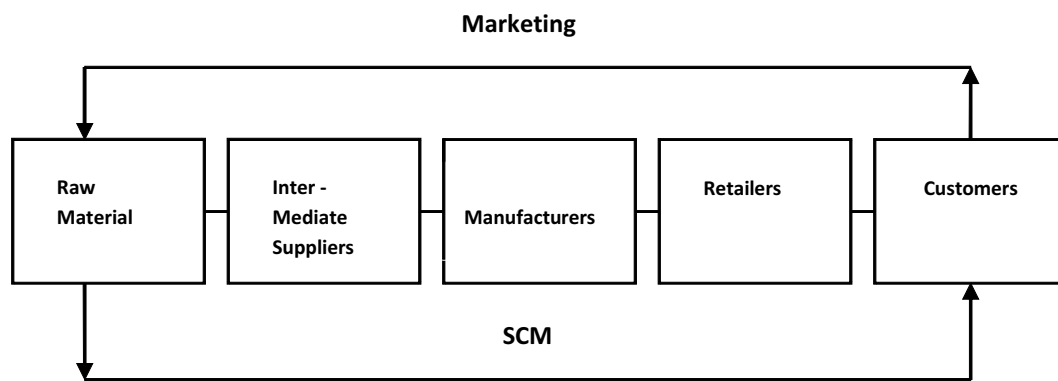 Marketing
Raw
Material
Inter -
Mediate
Suppliers
Manufacturers
Retailers
Customers
SCM